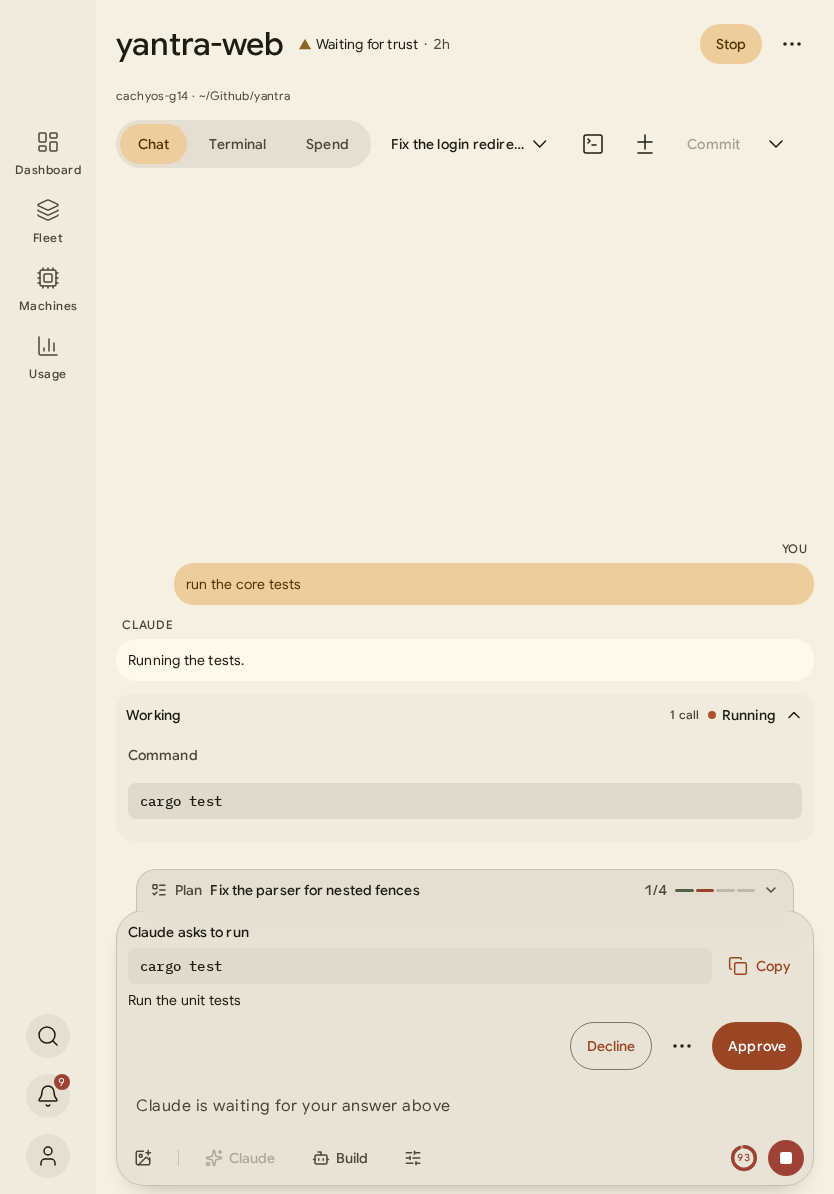 yantra-web
Waiting for trust · 2h
Stop
cachyos-g14 · ~/Github/yantra
Chat Terminal Spend Fix the login redire... Commit
Dashboard
Fleet
Machines
Usage
YOU
run the core tests
CLAUDE
Running the tests.
Working 1 call Running
Command
cargo test
Plan Fix the parser for nested fences 1/4
Claude asks to run
cargo test Copy
Run the unit tests
Decline Approve
Claude is waiting for your answer above
Claude Build 93
9